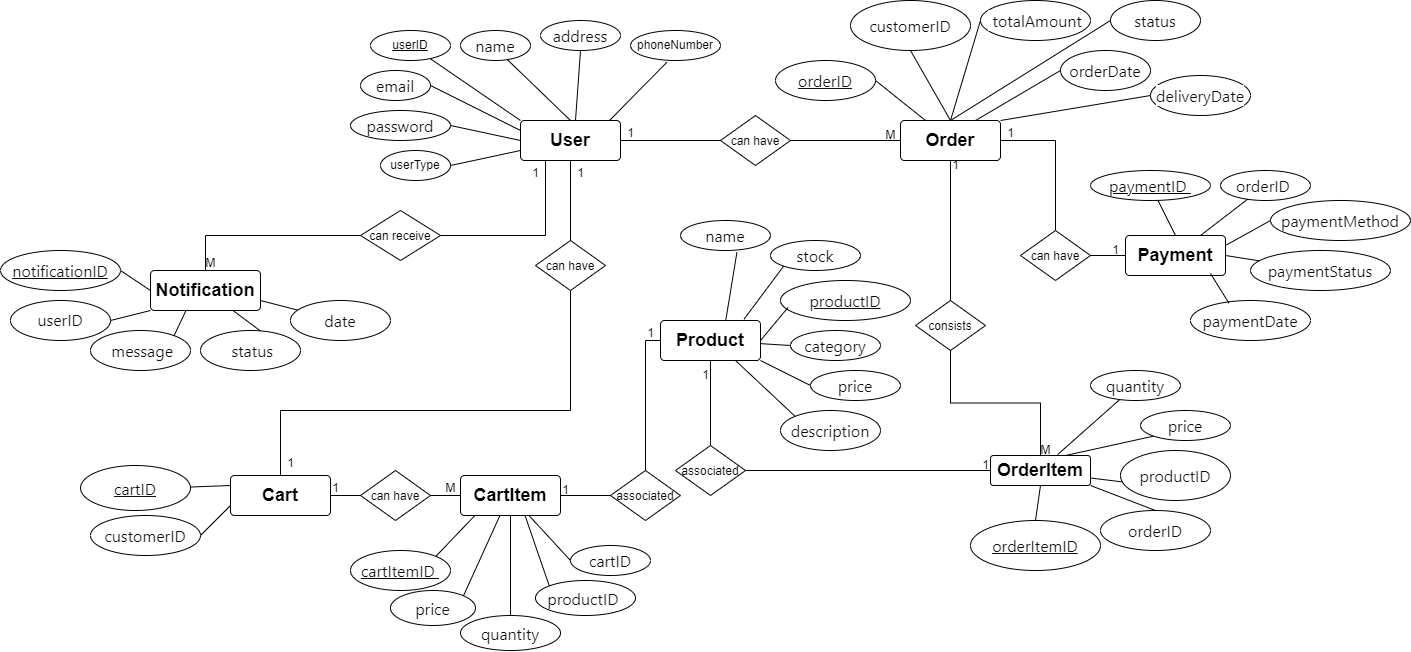 customerID
totalAmount
status
userID
name
address
phoneNumber
orderID
orderDate
email
deliveryDate
password
userType
User
1
can have
M
Order
1
1
1
1
paymentID
orderID
paymentMethod
can receive
name
can have
stock
can have
1
Payment
M
notificationID
Notification
productID
paymentStatus
userID
date
message
status
consists
paymentDate
1
Product
category
1
price
quantity
description
price
M
1
cartID
Cart
1
can have
M
CartItem
1
associated
associated
1
OrderItem
productID
customerID
orderID
orderItemID
cartItemID
cartID
price
productID
quantity